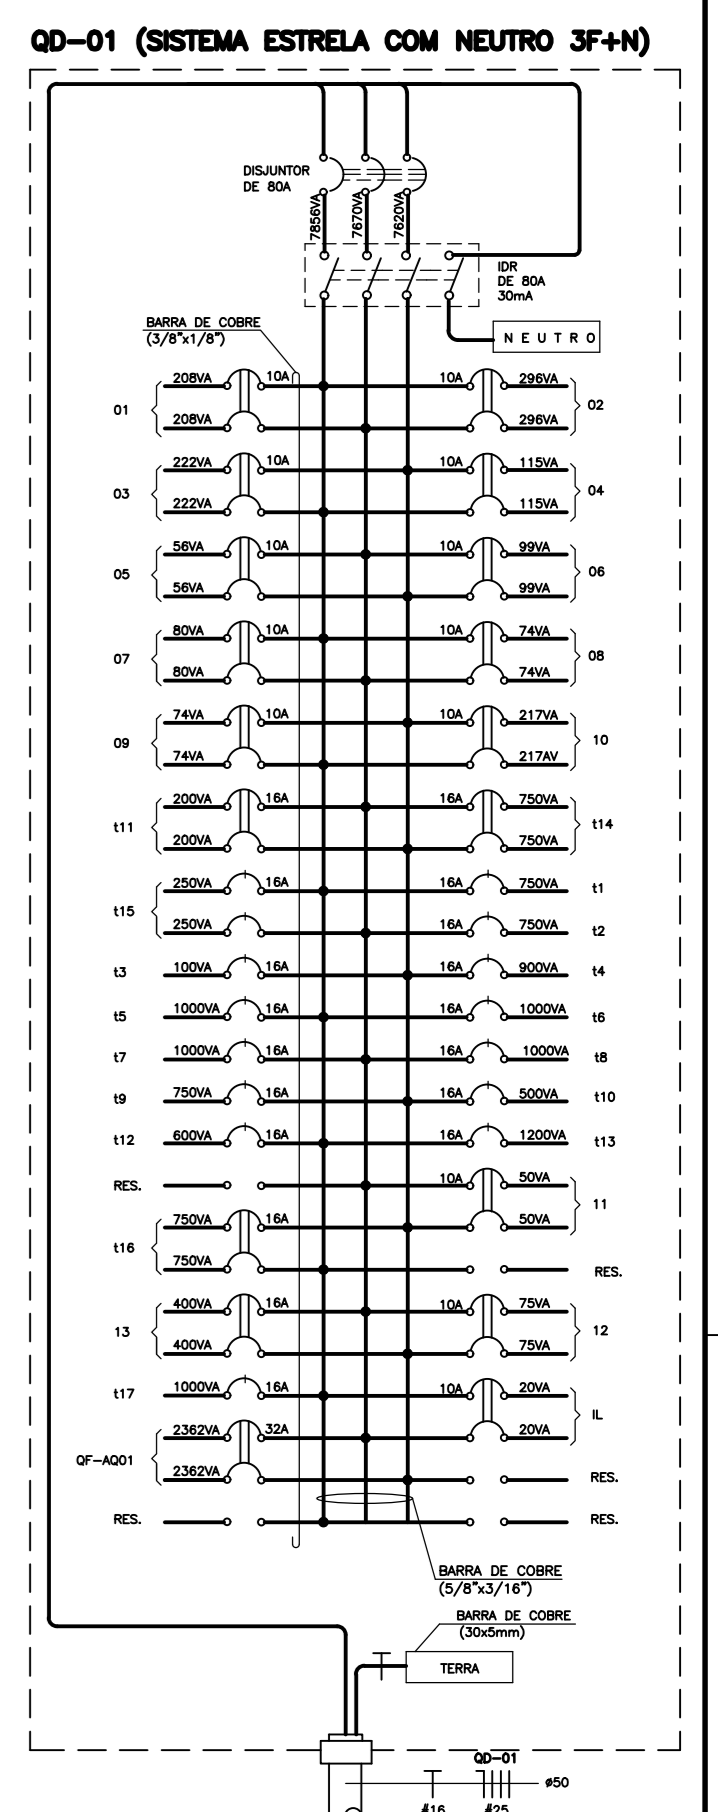 QD-01 (SISTEMA ESTRELA COM NEUTRO 3F+N)
DISJUNTOR
DE 80A
7856VA
7670VA
7620VA
IDR
DE 80A
30mA
N E U T R O
BARRA DE COBRE
(3/8"x1/8")
208VA 10A 10A 296VA
01 02
208VA 296VA
222VA 10A 10A 115VA
03 04
222VA 115VA
56VA 10A 10A 99VA
05 06
56VA 99VA
80VA 10A 10A 74VA
07 08
80VA 74VA
74VA 10A 10A 217VA
09 10
74VA 217AV
200VA 16A 16A 750VA
t11 t14
200VA 750VA
250VA 16A 16A 750VA t1
t15
250VA 16A 16A 750VA t2
t3 100VA 16A 16A 900VA t4
t5 1000VA 16A 16A 1000VA t6
t7 1000VA 16A 16A 1000VA t8
t9 750VA 16A 16A 500VA t10
t12 600VA 16A 16A 1200VA t13
RES. 10A 50VA
11
750VA 16A 50VA
t16
750VA RES.
400VA 16A 10A 75VA
13 12
400VA 75VA
t17 1000VA 16A 10A 20VA
IL
2362VA 32A 20VA
QF-AQ01
2362VA RES.
RES. RES.
BARRA DE COBRE
(5/8"x3/16")
BARRA DE COBRE
(30x5mm)
TERRA
QD-01
ø50
#16 #25